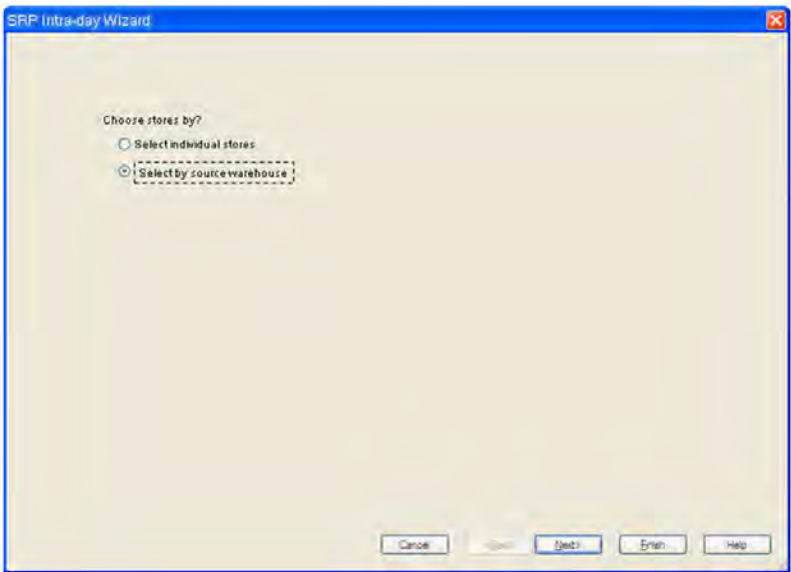 SRP Intra-day Wizard
Choose stores by?
Select individual stores
Select by source warehouse
Cancel Next> Finish Help